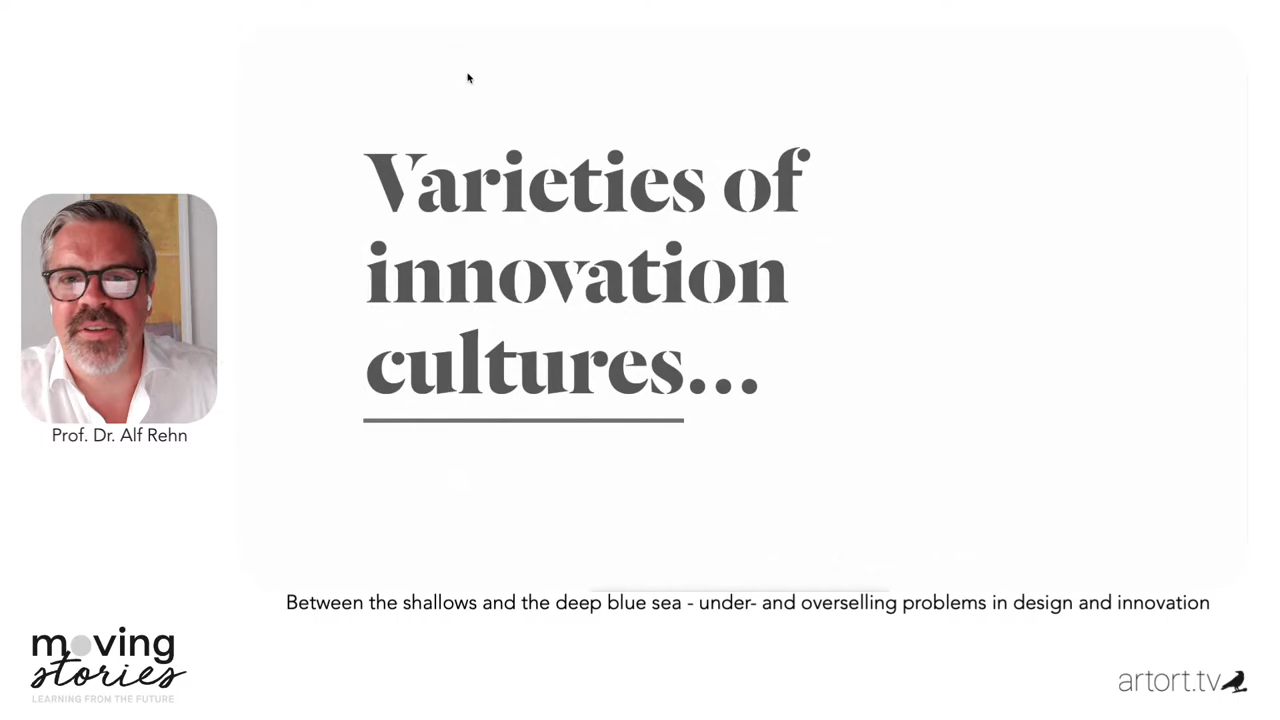 Varieties of
innovation
cultures...
Prof. Dr. Alf Rehn
Between the shallows and the deep blue sea - under- and overselling problems in design and innovation
moving
stories
LEARNING FROM THE FUTURE
artort.tv